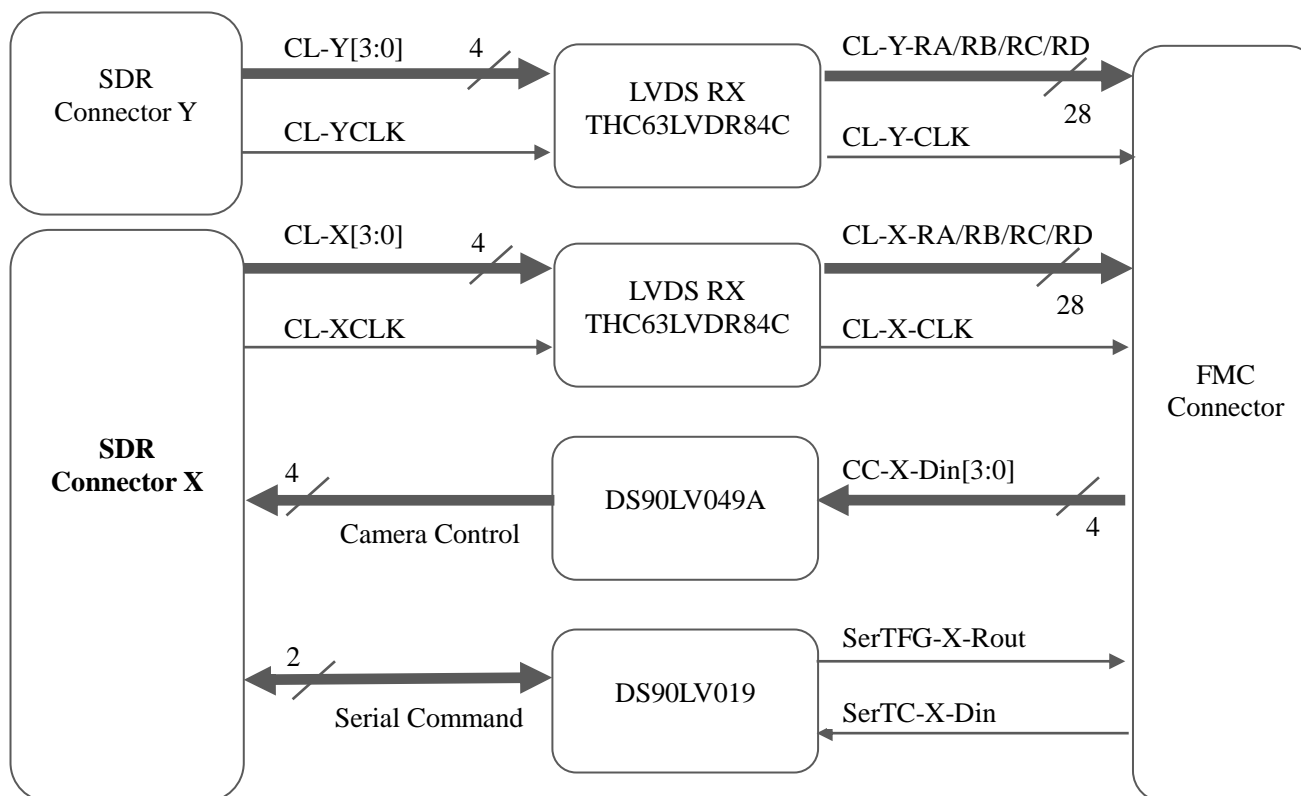 SDR
Connector Y
CL-Y[3:0]
4
CL-YCLK
LVDS RX
THC63LVDR84C
CL-Y-RA/RB/RC/RD
28
CL-Y-CLK
SDR
Connector X
CL-X[3:0]
4
CL-XCLK
LVDS RX
THC63LVDR84C
CL-X-RA/RB/RC/RD
28
CL-X-CLK
FMC
Connector
4
Camera Control
DS90LV049A
CC-X-Din[3:0]
4
2
Serial Command
DS90LV019
SerTFG-X-Rout
SerTC-X-Din